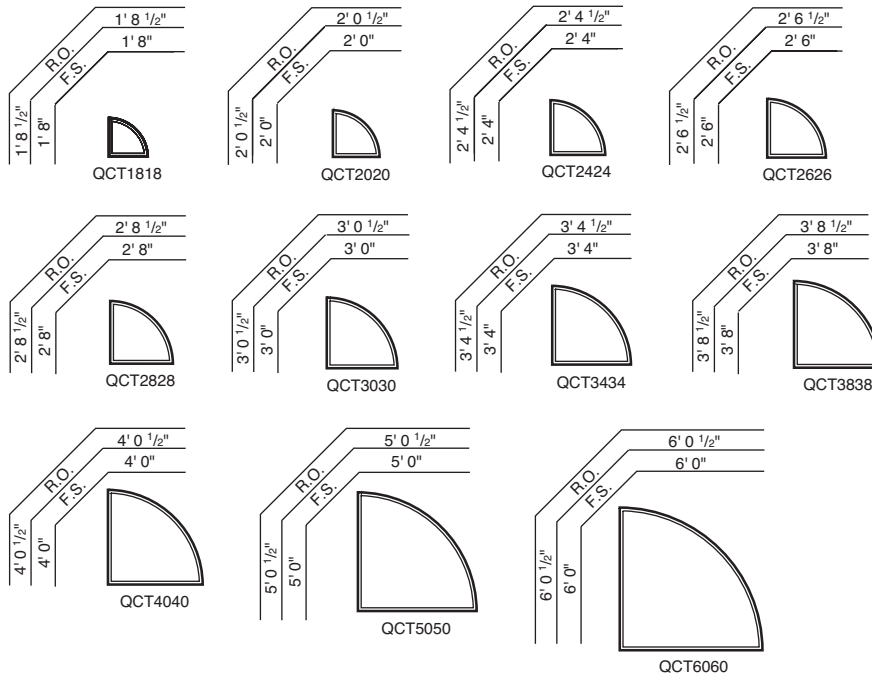 1' 8 1/2" 2' 0 1/2" 2' 4 1/2" 2' 6 1/2"
1' 8" 2' 0" 2' 4" 2' 6"
R.O. R.O. R.O. R.O.
F.S. F.S. F.S. F.S.
1' 8 1/2" 1' 8" 2' 0 1/2" 2' 0" 2' 4 1/2" 2' 4" 2' 6 1/2" 2' 6"
QCT1818 QCT2020 QCT2424 QCT2626
2' 8 1/2" 3' 0 1/2" 3' 4 1/2" 3' 8 1/2"
2' 8" 3' 0" 3' 4" 3' 8"
R.O. R.O. R.O. R.O.
F.S. F.S. F.S. F.S.
2' 8 1/2" 2' 8" 3' 0 1/2" 3' 0" 3' 4 1/2" 3' 4" 3' 8 1/2" 3' 8"
QCT2828 QCT3030 QCT3434 QCT3838
4' 0 1/2" 5' 0 1/2" 6' 0 1/2"
4' 0" 5' 0" 6' 0"
R.O. R.O. R.O.
F.S. F.S. F.S.
4' 0 1/2" 4' 0" 5' 0 1/2" 5' 0" 6' 0 1/2" 6' 0"
QCT4040 QCT5050 QCT6060